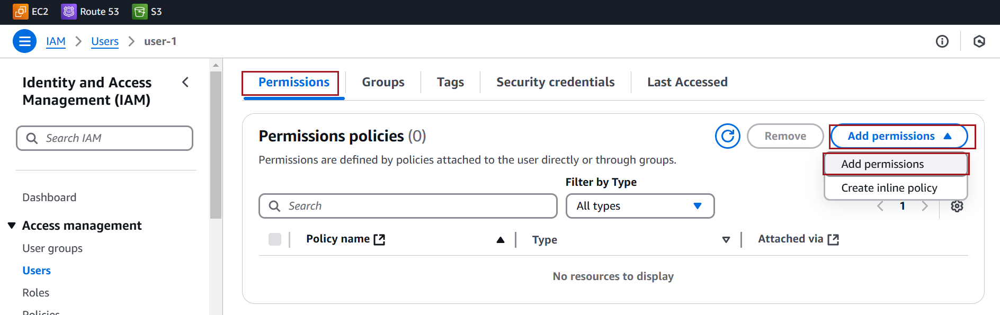 EC2 Route 53 S3
IAM Users user-1
Identity and Access
Management (IAM)
Search IAM
Dashboard
Access management
User groups
Users
Roles
Policies
Permissions Groups Tags Security credentials Last Accessed
Permissions policies (0)
Remove Add permissions
Permissions are defined by policies attached to the user directly or through groups.
Add permissions
Create inline policy
Filter by Type
Search All types
1
Policy name Type Attached via
No resources to display